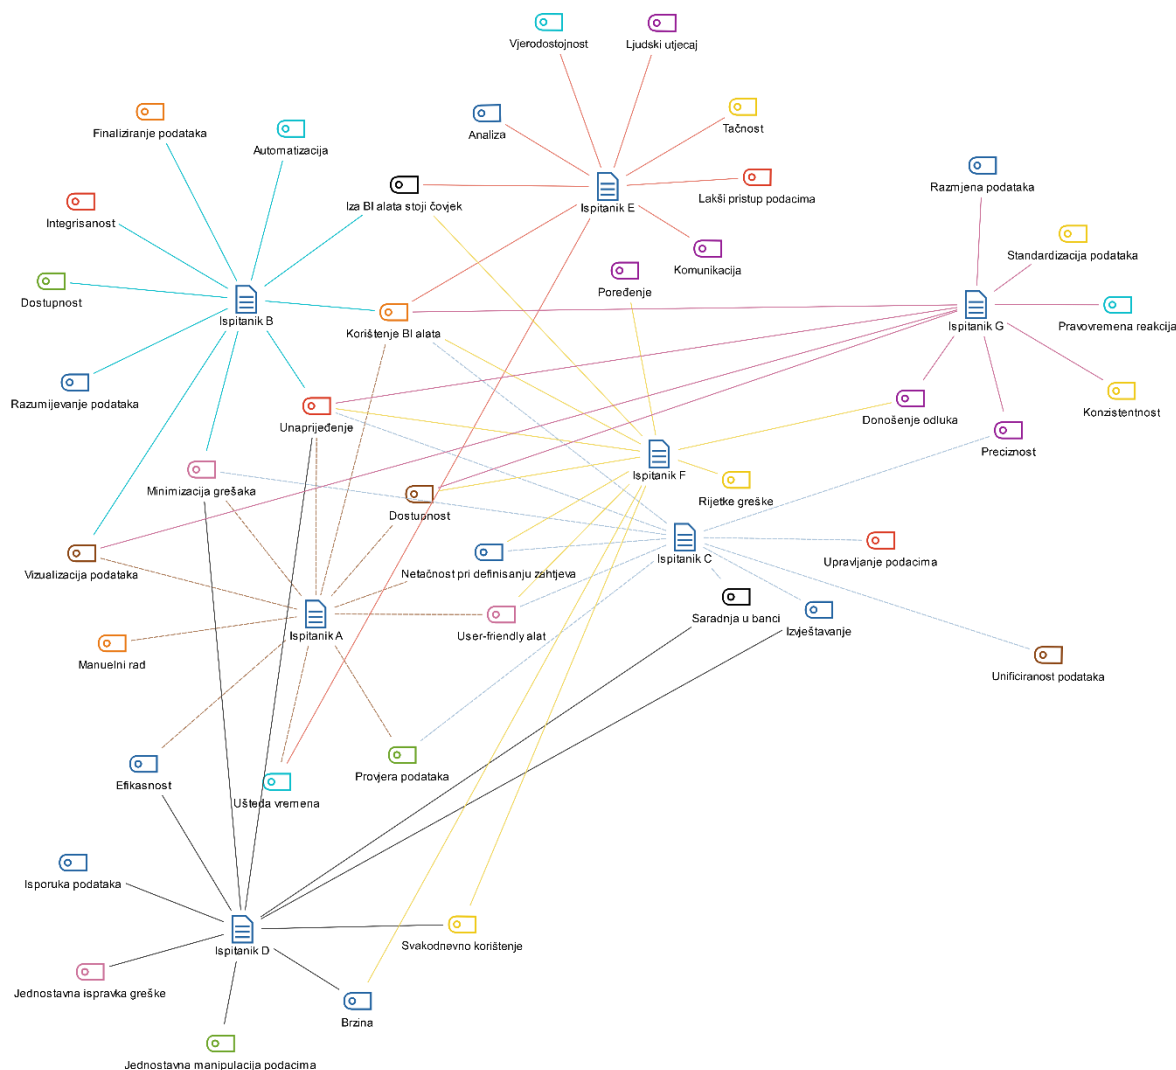 Vjerodostojnost
Ljudski utjecaj
Finaliziranje podataka
Automatizacija
Analiza
Tačnost
Iza BI alata stoji čovjek
Ispitanik E
Lakši pristup podacima
Razmjena podataka
Integrisanost
Komunikacija
Standardizacija podataka
Dostupnost
Ispitanik B
Poređenje
Korištenje BI alata
Ispitanik G
Pravovremena reakcija
Razumijevanje podataka
Unaprijeđenje
Donošenje odluka
Konzistentnost
Preciznost
Minimizacija grešaka
Ispitanik F
Rijetke greške
Dostupnost
Vizualizacija podataka
Netačnost pri definisanju zahtjeva
Ispitanik C
Upravljanje podacima
Ispitanik A
User-friendly alat
Saradnja u banci
Izvještavanje
Manuelni rad
Unificiranost podataka
Efikasnost
Ušteda vremena
Provjera podataka
Isporuka podataka
Ispitanik D
Svakodnevno korištenje
Jednostavna ispravka greške
Brzina
Jednostavna manipulacija podacima